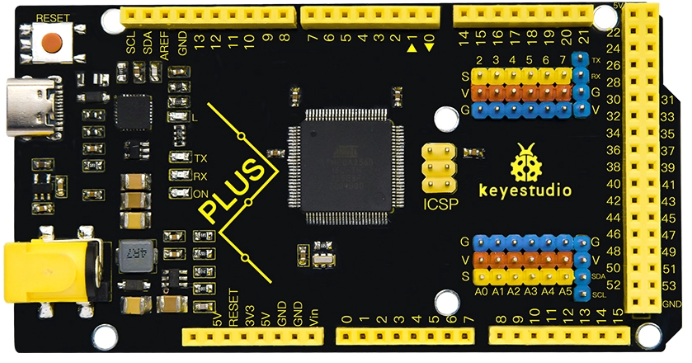 RESET
SCL
SDA
AREF
GND
13
12
11
10
9
8
7
6
5
4
3
2
1
0
14
15
16
17
18
19
20
21
5V
22
24
26
28
30
32
34
36
38
40
42
44
46
48
50
52
31
33
35
37
39
41
43
45
47
49
51
53
GND
2 3 4 5 6 7
TX
RX
S
V
G
G
V
L
TX
RX
ON
PLUS
ICSP
keyestudio
4R7
G
V
S
G
V
SDA
SCL
A0 A1 A2 A3 A4 A5
5V
RESET
3V3
5V
GND
GND
Vin
0
1
2
3
4
5
6
7
8
9
10
11
12
13
14
15